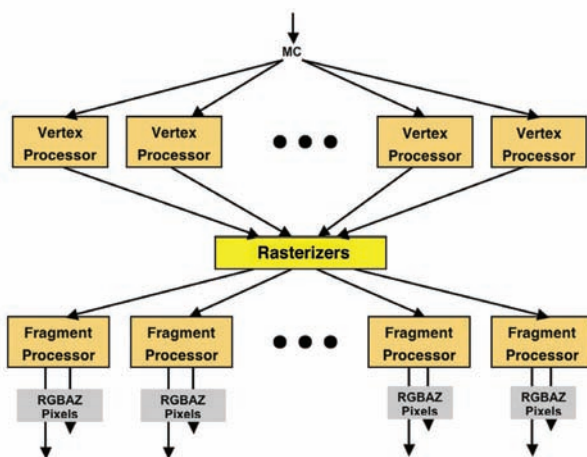 MC
Vertex
Processor
Vertex
Processor
Vertex
Processor
Vertex
Processor
Rasterizers
Fragment
Processor
Fragment
Processor
Fragment
Processor
Fragment
Processor
RGBAZ
Pixels
RGBAZ
Pixels
RGBAZ
Pixels
RGBAZ
Pixels